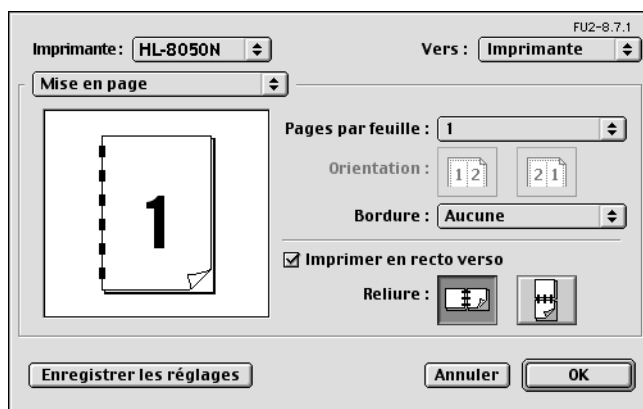 FU2-8.7.1
Imprimante : HL-8050N Vers : Imprimante
Mise en page
Pages par feuille : 1
Orientation : 1 2 2 1
Bordure : Aucune
1
Imprimer en recto verso
Reliure :
Enregistrer les réglages Annuler OK